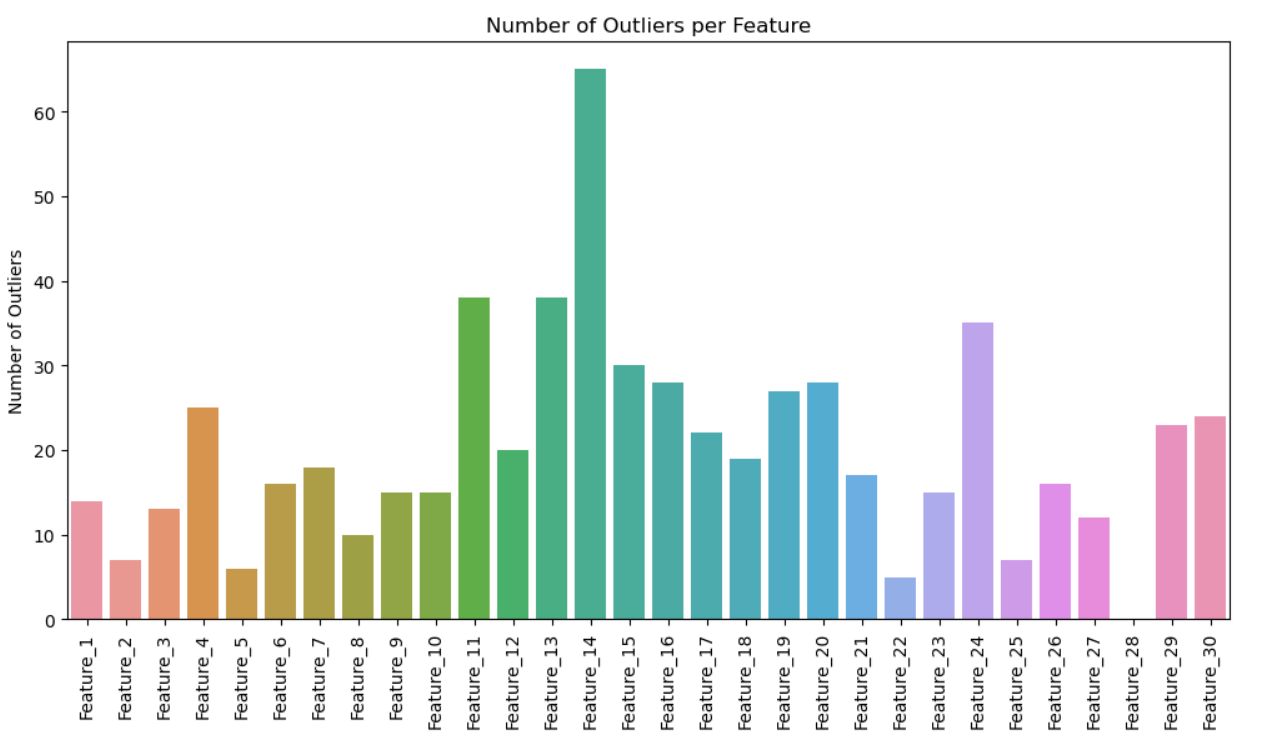 Number of Outliers per Feature
Number of Outliers
60
50
40
30
20
10
0
Feature_1
Feature_2
Feature_3
Feature_4
Feature_5
Feature_6
Feature_7
Feature_8
Feature_9
Feature_10
Feature_11
Feature_12
Feature_13
Feature_14
Feature_15
Feature_16
Feature_17
Feature_18
Feature_19
Feature_20
Feature_21
Feature_22
Feature_23
Feature_24
Feature_25
Feature_26
Feature_27
Feature_28
Feature_29
Feature_30